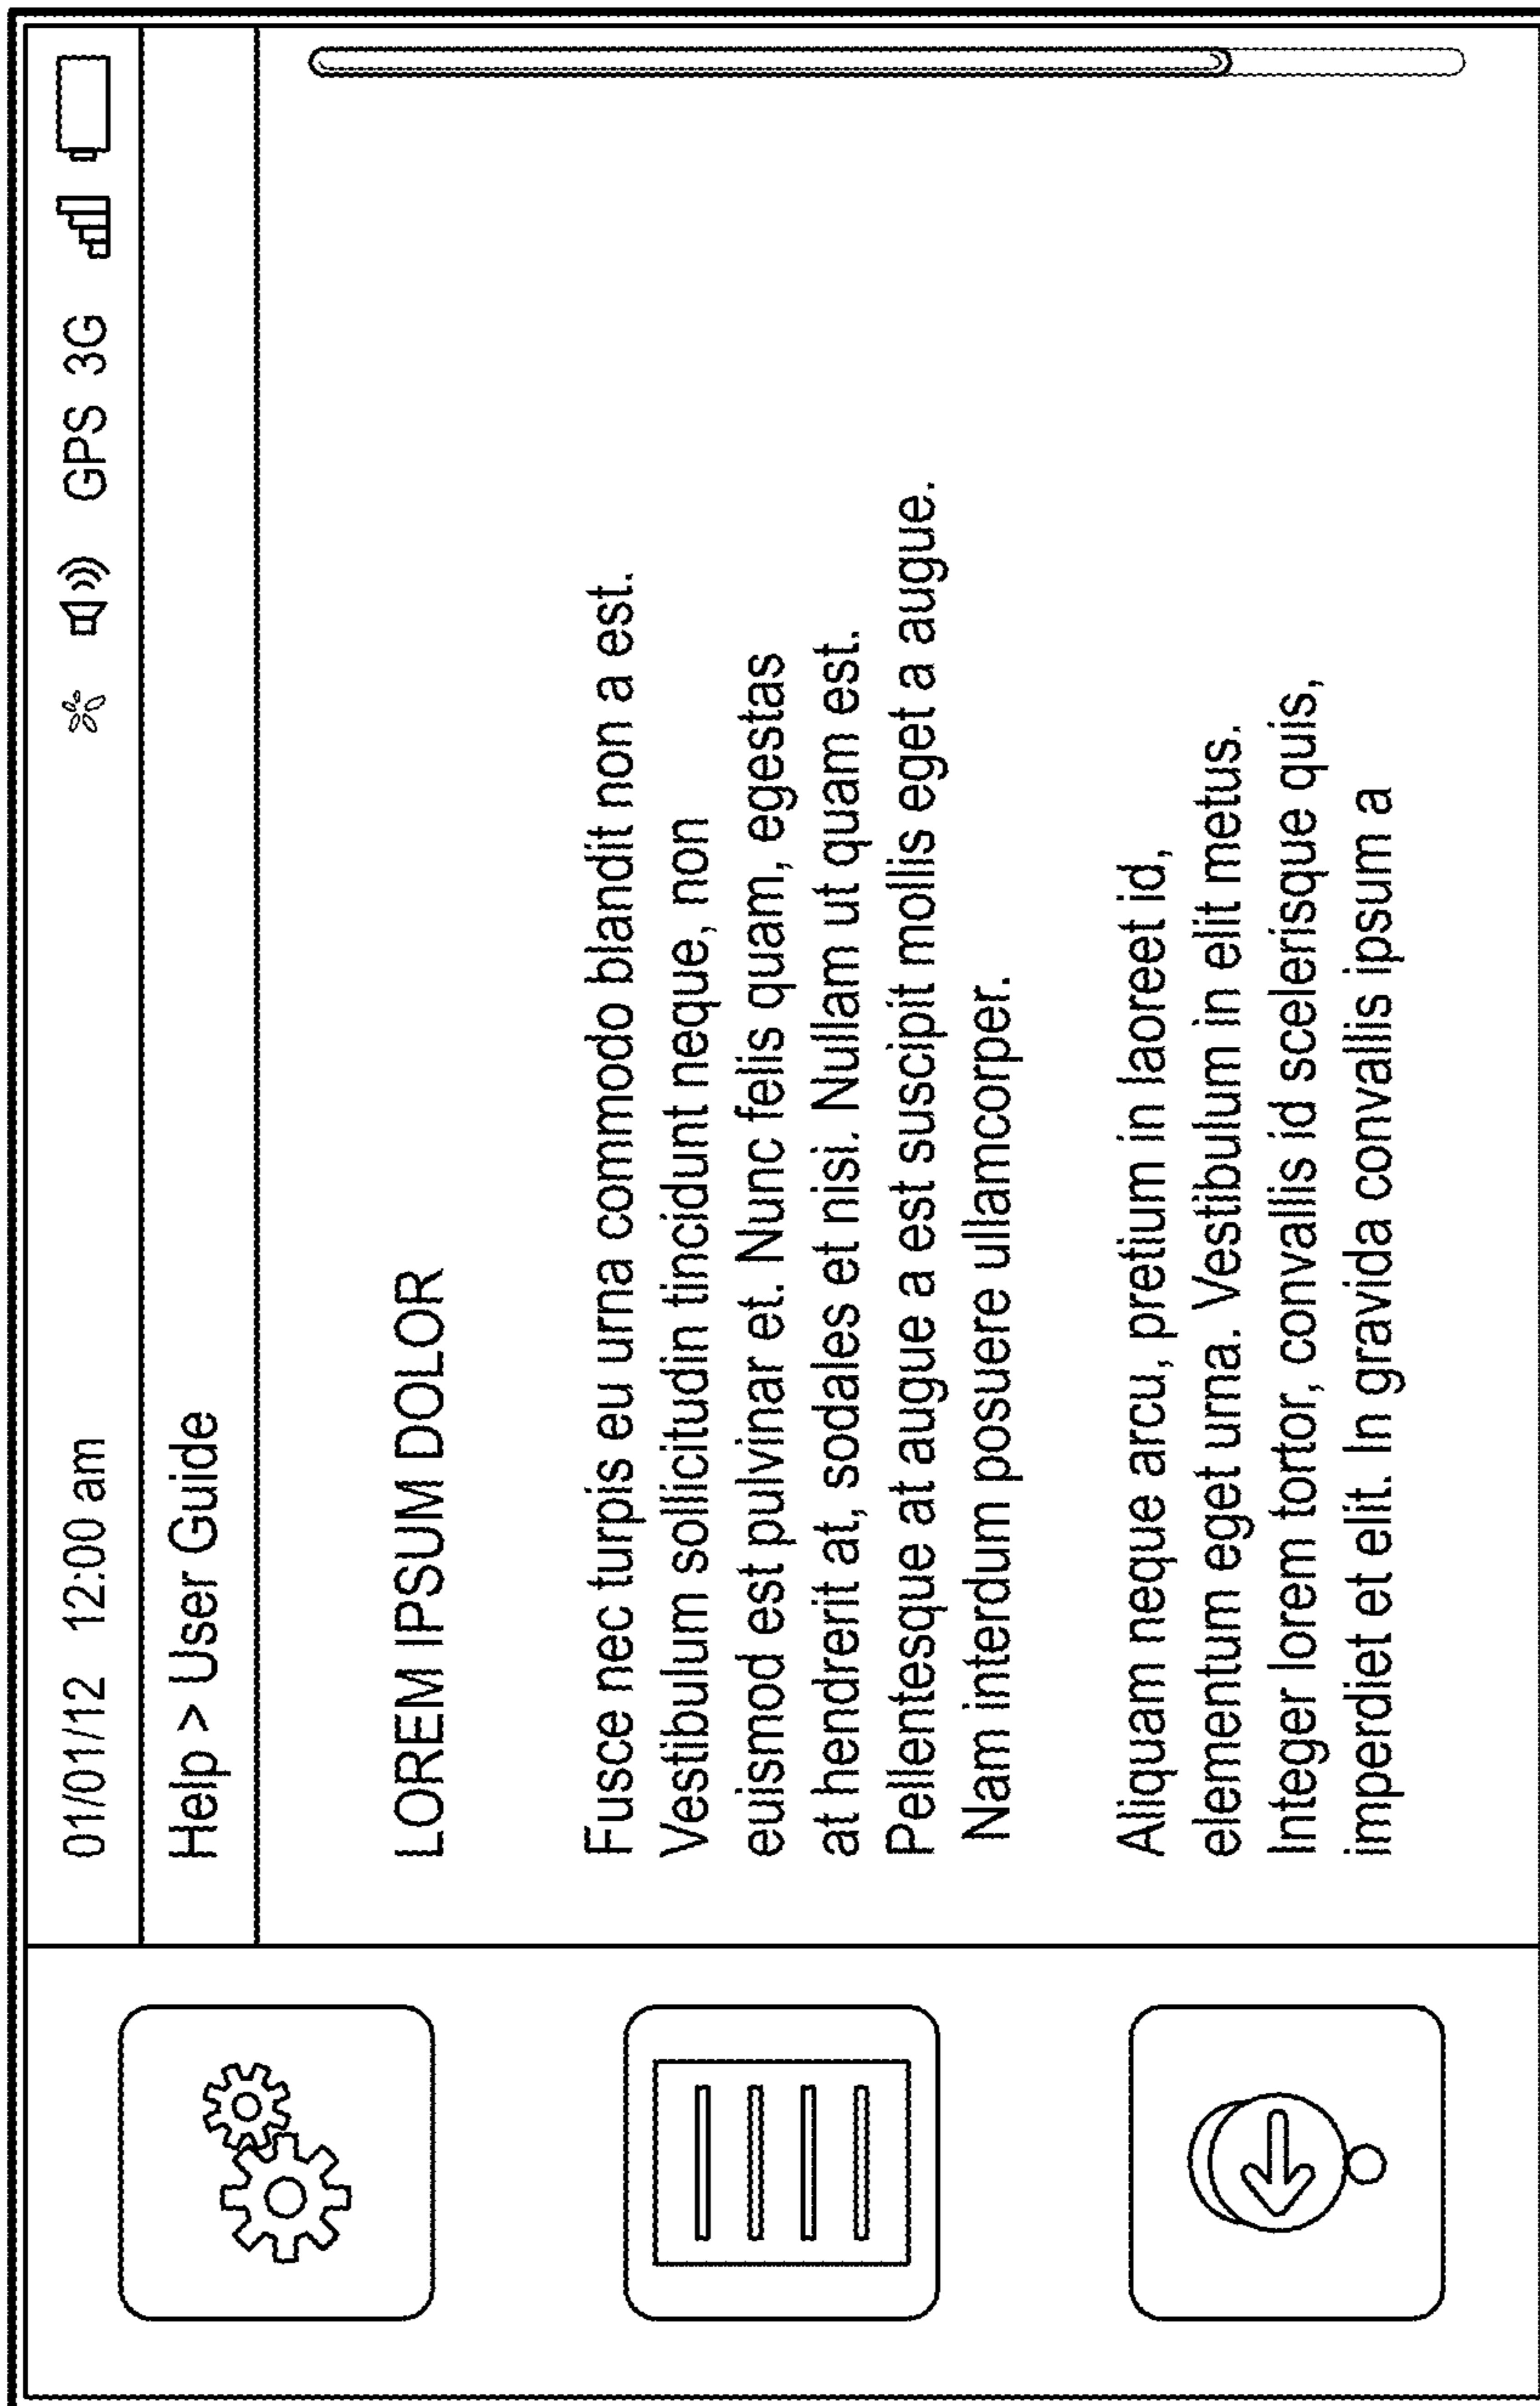 01/01/12 12:00 am GPS 3G
Help > User Guide
LOREM IPSUM DOLOR
Fusce nec turpis eu urna commodo blandit non a est.
Vestibulum sollicitudin tincidunt neque, non
euismod est pulvinar et. Nunc felis quam, egestas
at hendrerit at, sodales et nisi. Nullam ut quam est.
Pellentesque at augue a est suscipit mollis eget a augue.
Nam interdum posuere ullamcorper.
Aliquam neque arcu, pretium in laoreet id,
elementum eget urna. Vestibulum in elit metus.
Integer lorem tortor, convallis id scelerisque quis,
imperdiet et elit. In gravida convallis ipsum a